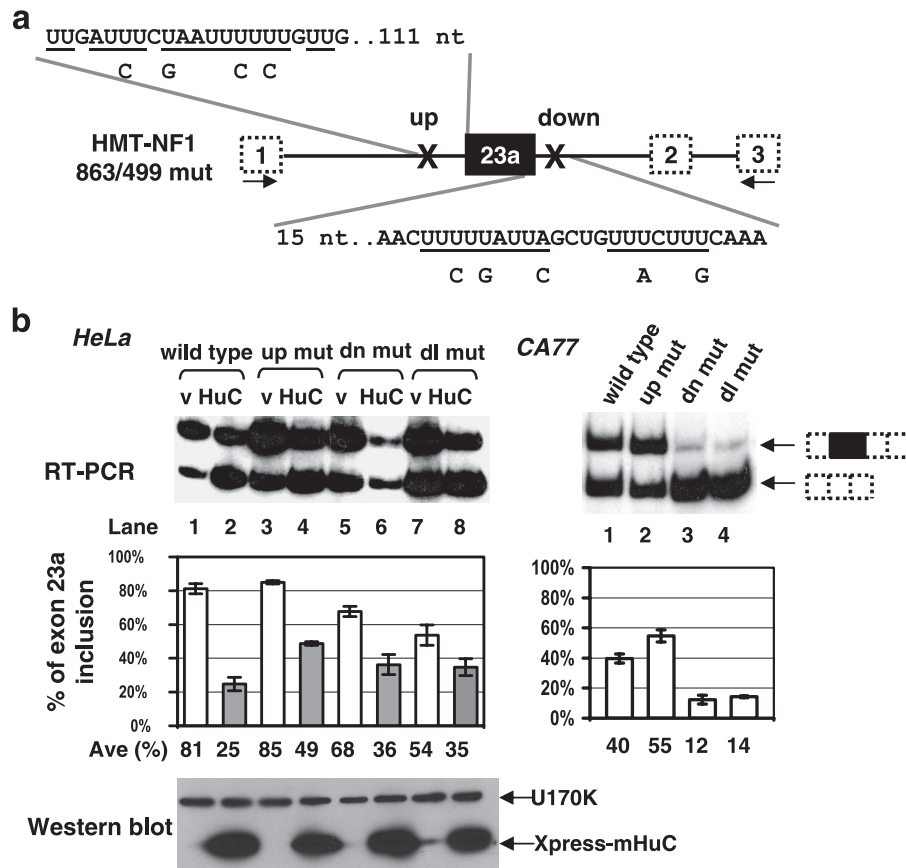 a
UUGAUUUCUAAUUUUUUGUUG..111 nt
C G C C
up down
HMT-NF1
863/499 mut
1 X 23a X 2 3
15 nt..AACUUUUUAUUAGCUGUUUCUUUCAAA
C G C A G
b
HeLa
wild type up mut dn mut dl mut
v HuC v HuC v HuC v HuC
CA77
wild type up mut dn mut dl mut
RT-PCR
Lane 1 2 3 4 5 6 7 8
1 2 3 4
% of exon 23a
inclusion
100%
80%
60%
40%
20%
0%
Ave (%) 81 25 85 49 68 36 54 35
100%
80%
60%
40%
20%
0%
40 55 12 14
Western blot
U170K
Xpress-mHuC